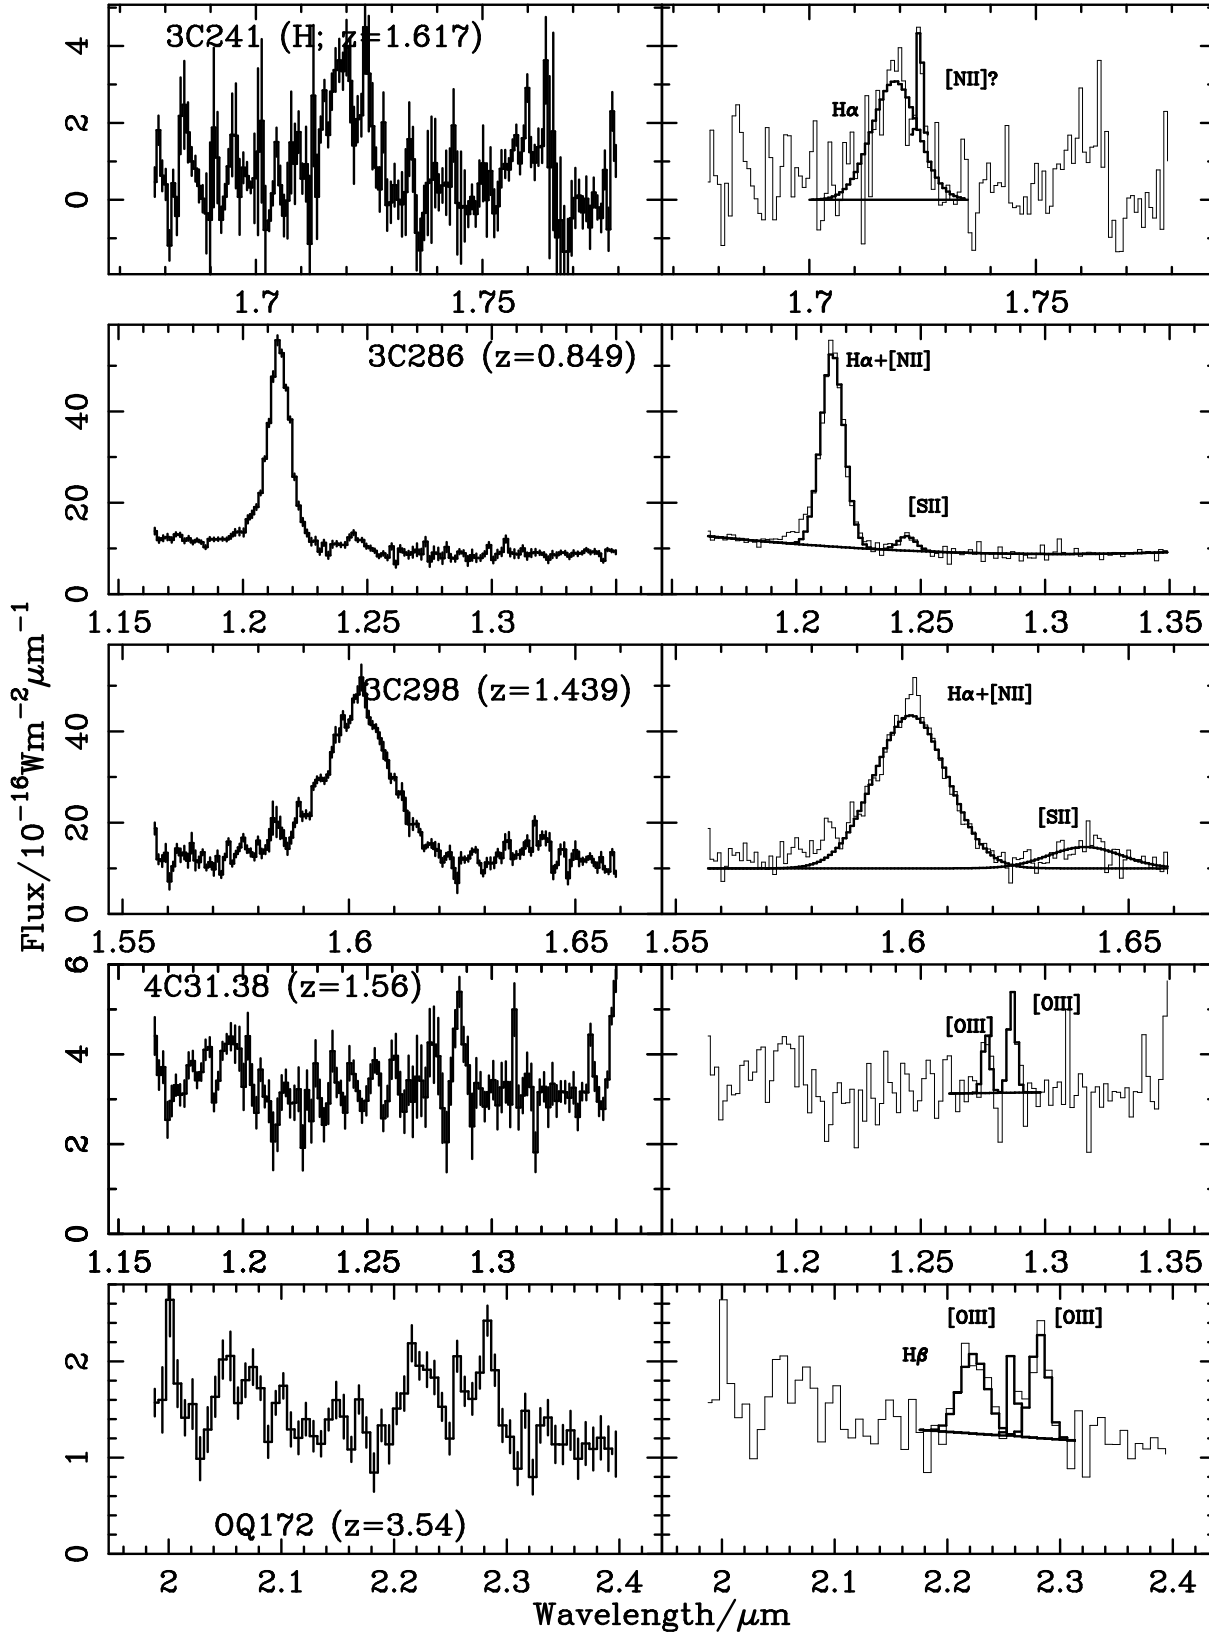 3C241 (H; z=1.617)
4
2
0
Hα
[NII]?
1.7
1.75
1.7
1.75
3C286 (z=0.849)
40
20
0
Hα+[NII]
[SII]
1.15
1.2
1.25
1.3
1.2
1.25
1.3
1.35
3C298 (z=1.439)
40
20
0
Hα+[NII]
[SII]
1.55
1.6
1.65
1.55
1.6
1.65
Flux/10−16Wm−2μm−1
4C31.38 (z=1.56)
6
4
2
0
[OIII]
[OIII]
1.15
1.2
1.25
1.3
1.2
1.25
1.3
1.35
2
1
0
Hβ
[OIII]
[OIII]
OQ172 (z=3.54)
2
2.1
2.2
2.3
2.4
2
2.1
2.2
2.3
2.4
Wavelength/μm